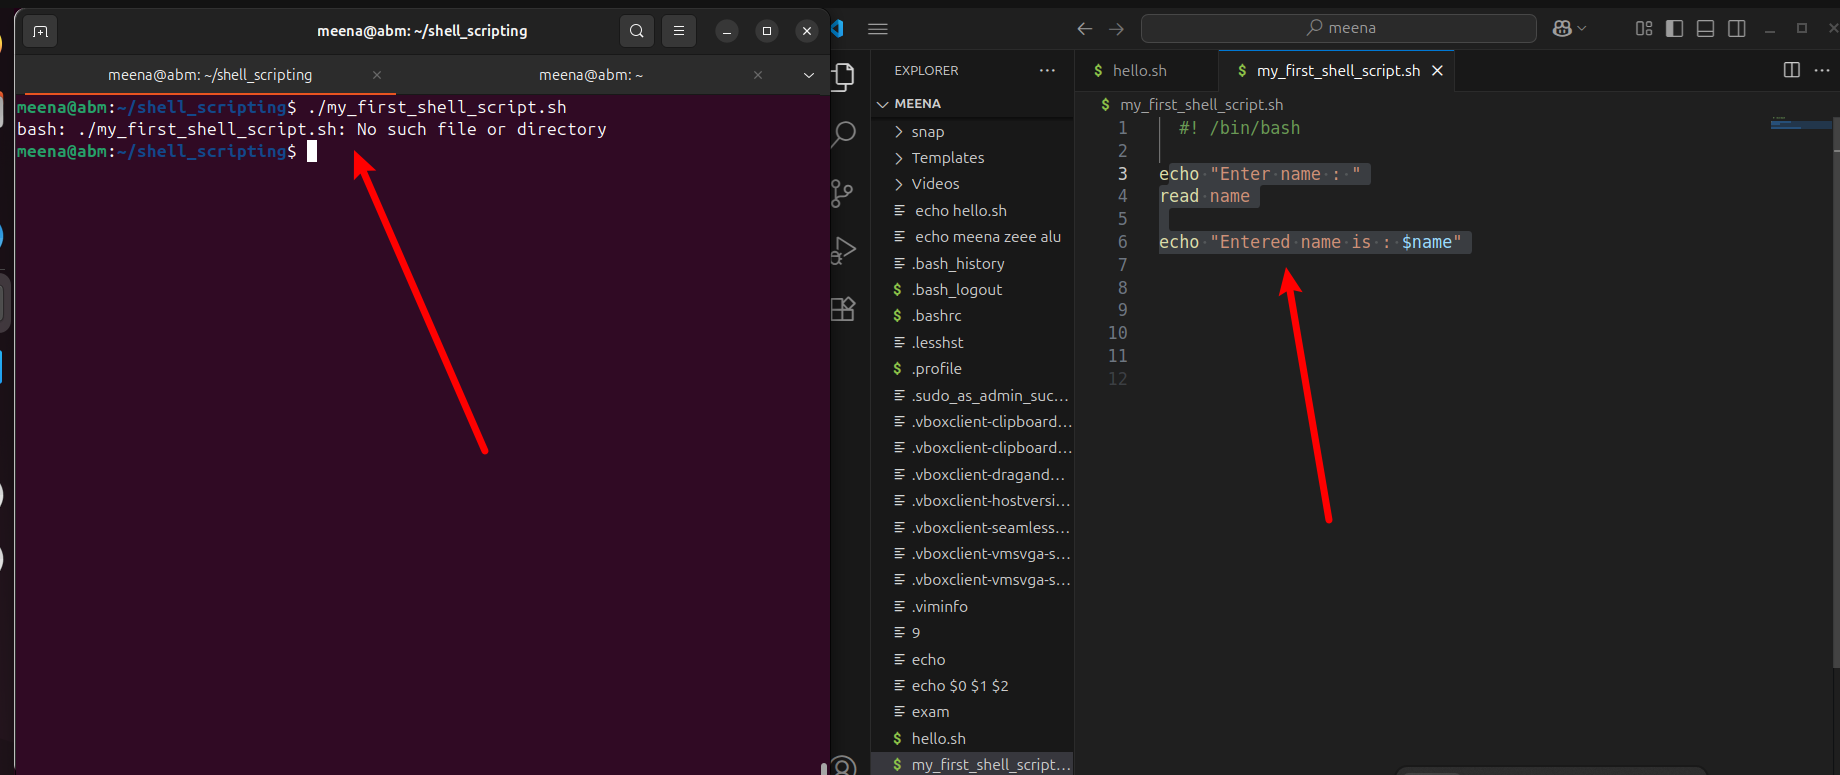 meena@abm: ~/shell_scripting
meena@abm: ~/shell_scripting
meena@abm: ~
meena@abm:~/shell_scripting$ ./my_first_shell_script.sh
bash: ./my_first_shell_script.sh: No such file or directory
meena@abm:~/shell_scripting$
meena
EXPLORER
MEENA
snap
Templates
Videos
echo hello.sh
echo meena zeee alu
.bash_history
.bash_logout
.bashrc
.lesshst
.profile
.sudo_as_admin_suc...
.vboxclient-clipboard...
.vboxclient-clipboard...
.vboxclient-dragand...
.vboxclient-hostversi...
.vboxclient-seamless...
.vboxclient-vmsvga-s...
.vboxclient-vmsvga-s...
.viminfo
9
echo
echo $0 $1 $2
exam
$ hello.sh
$ my_first_shell_script...
$ hello.sh
$ my_first_shell_script.sh
$ my_first_shell_script.sh
1 #! /bin/bash
2
3 echo "Enter name : "
4 read name
5
6 echo "Entered name is : $name"
7
8
9
10
11
12